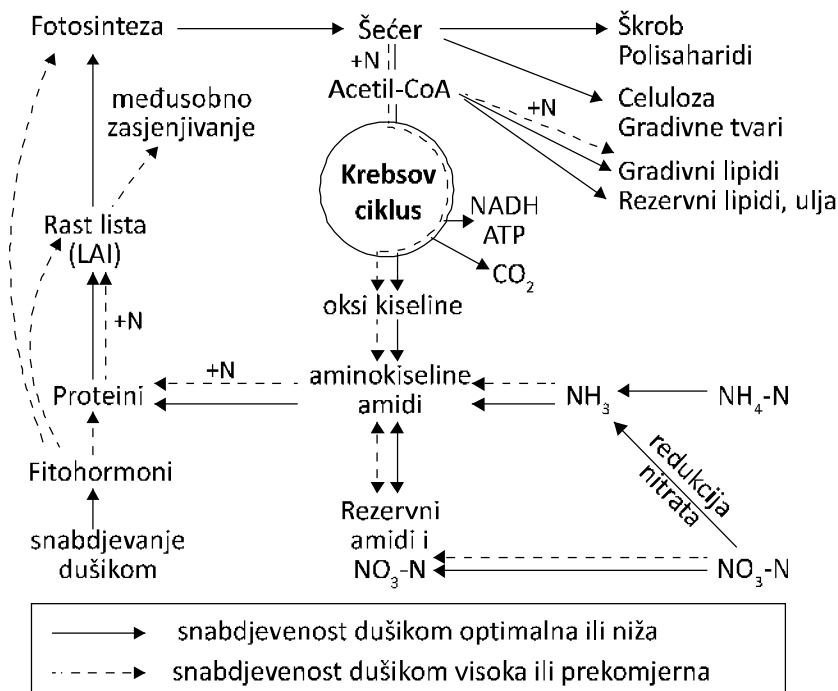 Fotosinteza
Šećer
Škrob
Polisaharidi
+N
Acetil-CoA
međusobno
zasjenjivanje
+N
Celuloza
Gradivne tvari
Gradivni lipidi
Rezervni lipidi, ulja
Krebsov
ciklus
NADH
ATP
CO₂
Rast lista
(LAI)
oksi kiseline
+N
+N
Proteini
aminokiseline
amidi
NH₃
NH₄-N
redukcija
nitrata
Fitohormoni
snabdjevanje
dušikom
Rezervni
amidi i
NO₃-N
NO₃-N
snabdjevenost dušikom optimalna ili niža
snabdjevenost dušikom visoka ili prekomjerna